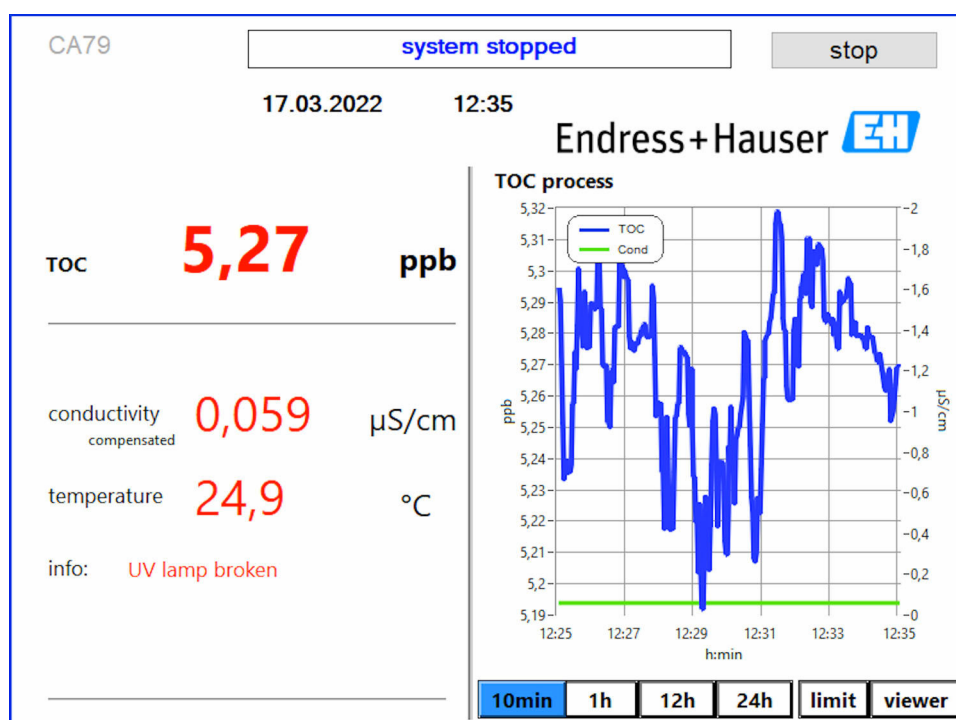 CA79
system stopped
stop
17.03.2022 12:35
Endress+Hauser EH
TOC 5,27 ppb
conductivity 0,059 µS/cm
compensated
temperature 24,9 °C
info: UV lamp broken
TOC process
TOC
Cond
5,32
5,31
5,3
5,29
5,28
5,27
5,26
5,25
5,24
5,23
5,22
5,21
5,2
5,19
ppb
2
1,8
1,6
1,4
1,2
1
0,8
0,6
0,4
0,2
0
µS/cm
12:25 12:27 12:29 12:31 12:33 12:35
h:min
10min 1h 12h 24h limit viewer